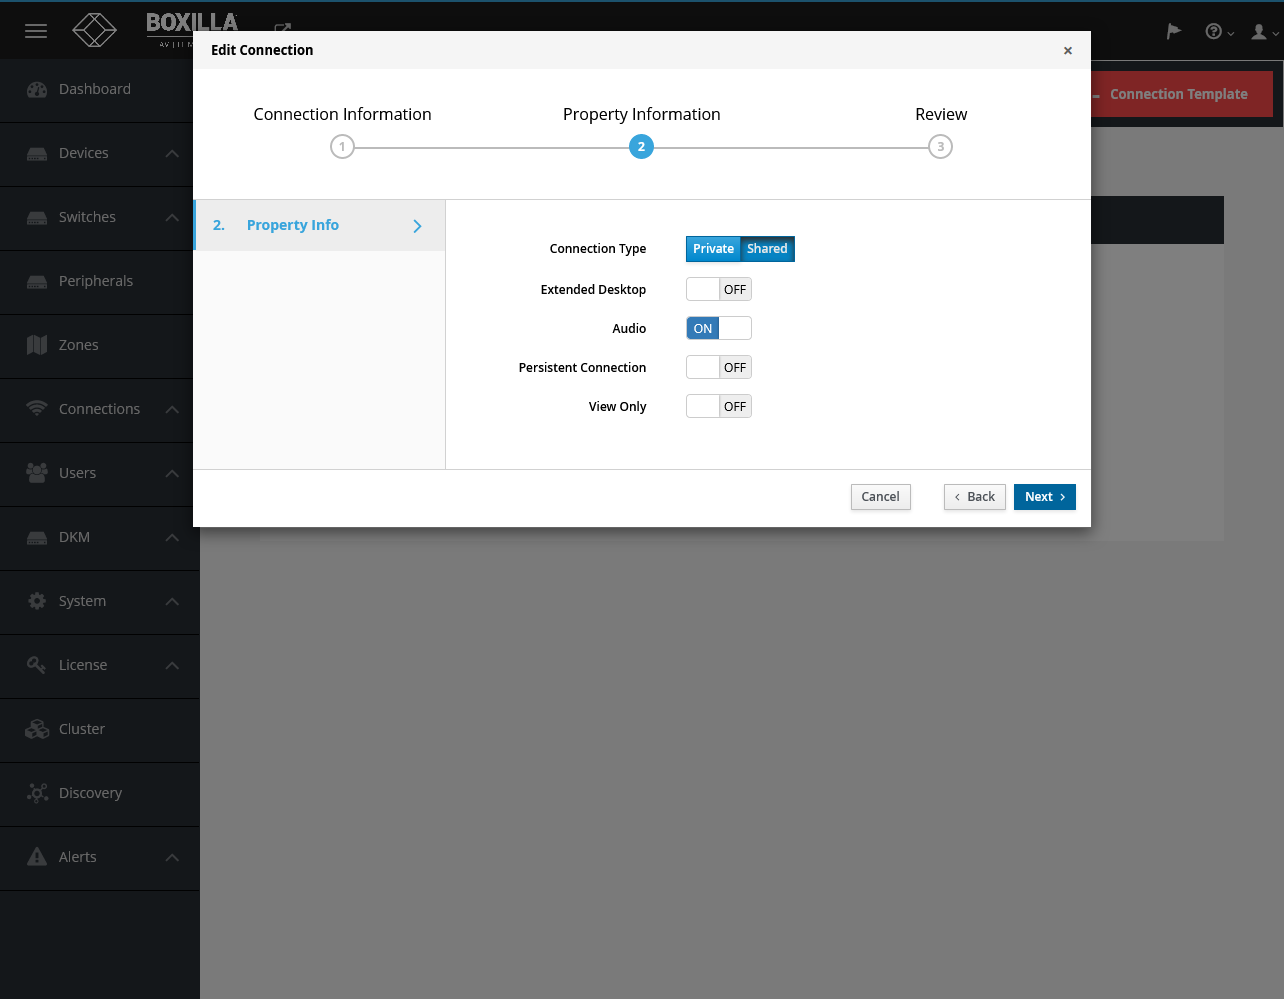 BOXILLA
Edit Connection
×
Connection Template
Connection Information
Property Information
Review
1
2
3
Dashboard
Devices
Switches
Peripherals
Zones
Connections
Users
DKM
System
License
Cluster
Discovery
Alerts
2. Property Info
Connection Type Private Shared
Extended Desktop OFF
Audio ON
Persistent Connection OFF
View Only OFF
Cancel
Back
Next